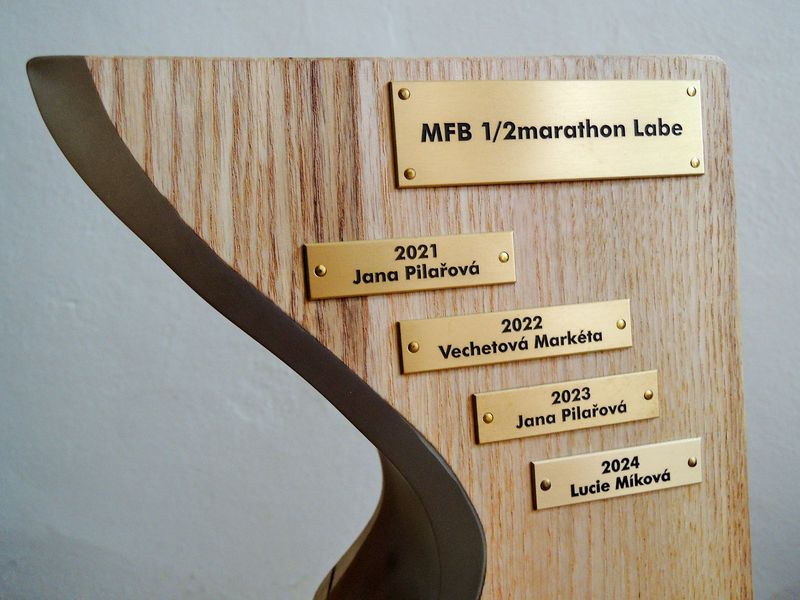 MFB 1/2marathon Labe
2021
Jana Pilařová
2022
Vechetová Markéta
2023
Jana Pilařová
2024
Lucie Míková